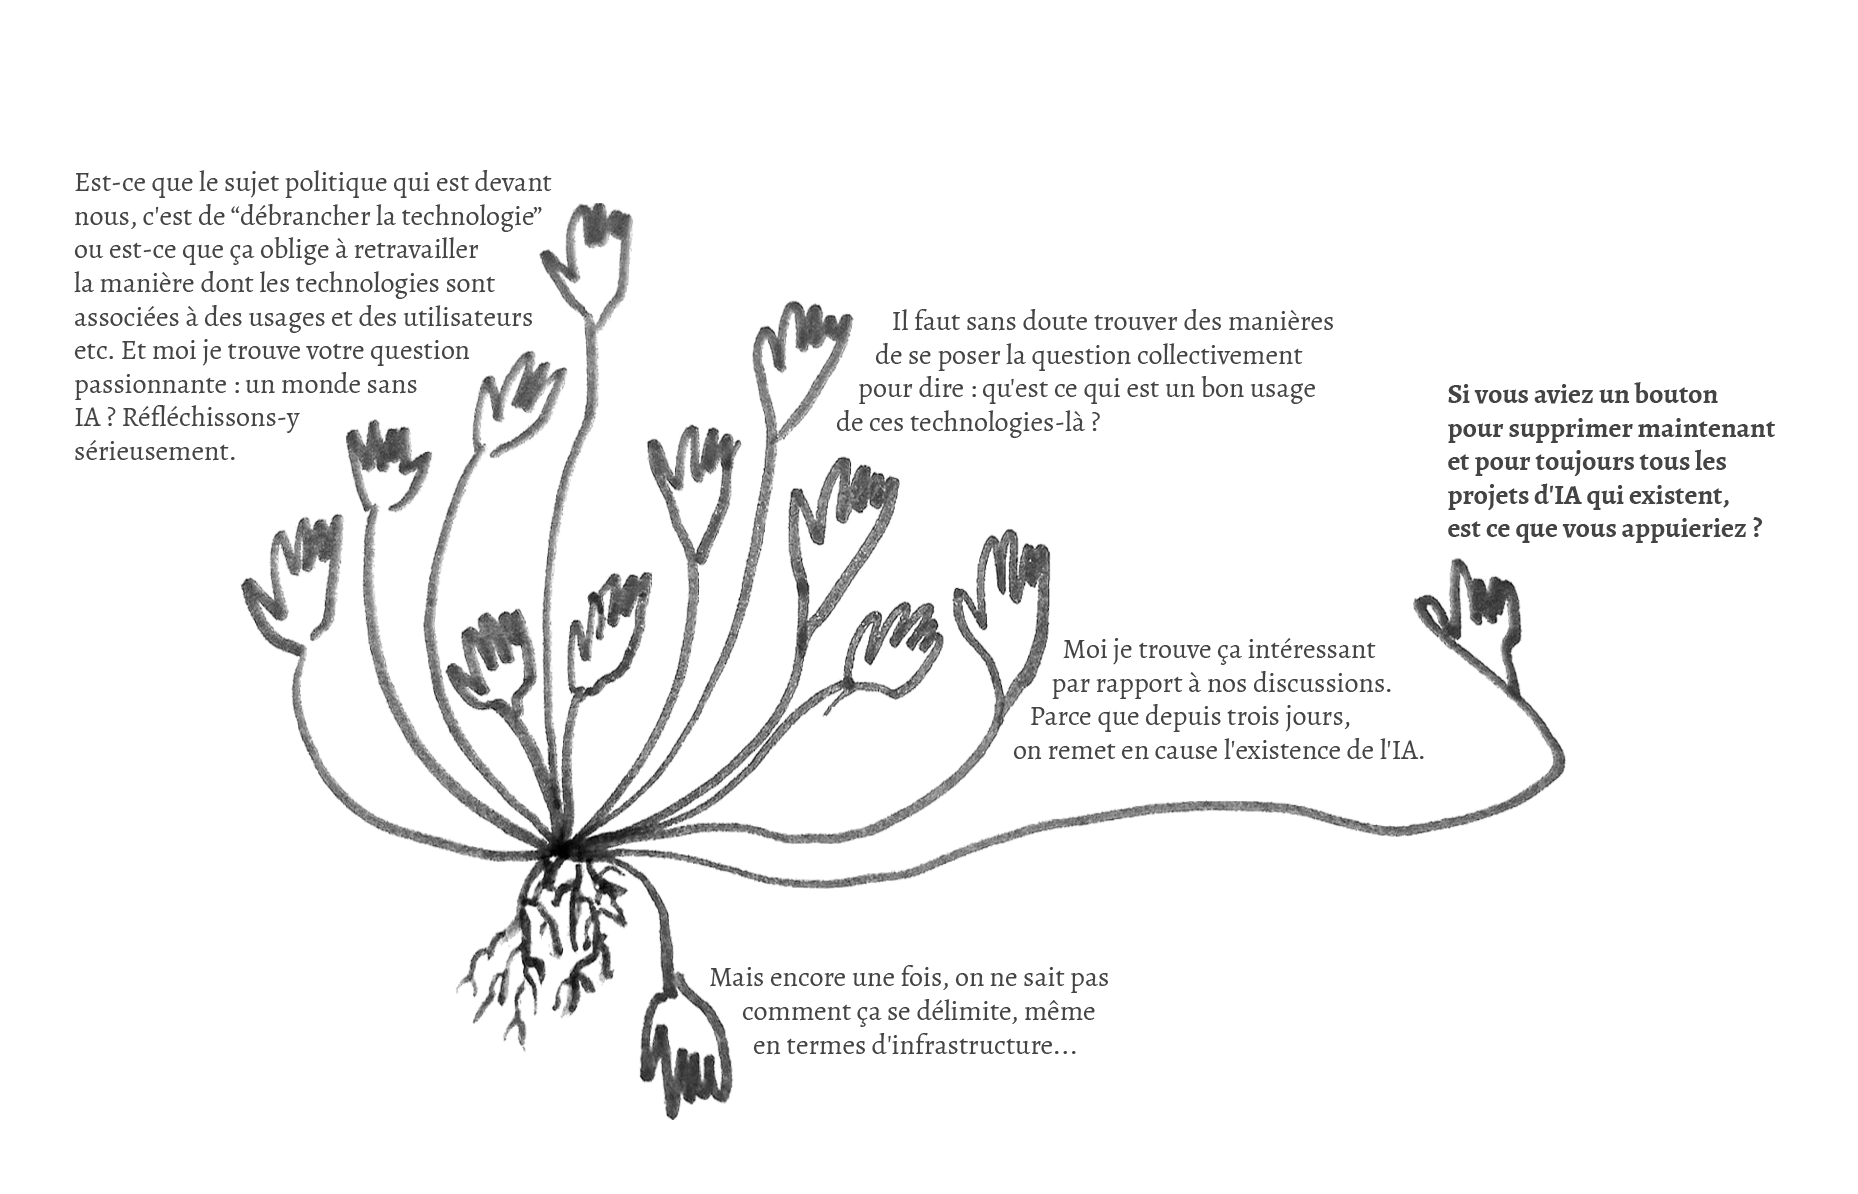 Est-ce que le sujet politique qui est devant
nous, c'est de “débrancher la technologie”
ou est-ce que ça oblige à retravailler
la manière dont les technologies sont
associées à des usages et des utilisateurs
etc. Et moi je trouve votre question
passionnante : un monde sans
IA ? Réfléchissons-y
sérieusement.
Il faut sans doute trouver des manières
de se poser la question collectivement
pour dire : qu'est ce qui est un bon usage
de ces technologies-là ?
Si vous aviez un bouton
pour supprimer maintenant
et pour toujours tous les
projets d'IA qui existent,
est ce que vous appuieriez ?
Moi je trouve ça intéressant
par rapport à nos discussions.
Parce que depuis trois jours,
on remet en cause l'existence de l'IA.
Mais encore une fois, on ne sait pas
comment ça se délimite, même
en termes d'infrastructure...